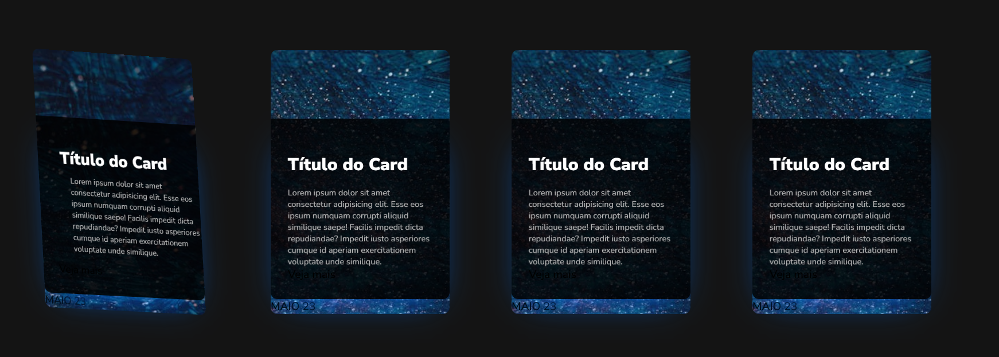 Título do Card
Lorem ipsum dolor sit amet
consectetur adipisicing elit. Esse eos
ipsum numquam corrupti aliquid
similique saepe! Facilis impedit dicta
repudiandae? Impedit iusto asperiores
cumque id aperiam exercitationem
voluptate unde similique.
Veja mais
MAIO 23
Título do Card
Lorem ipsum dolor sit amet
consectetur adipisicing elit. Esse eos
ipsum numquam corrupti aliquid
similique saepe! Facilis impedit dicta
repudiandae? Impedit iusto asperiores
cumque id aperiam exercitationem
voluptate unde similique.
Veja mais
MAIO 23
Título do Card
Lorem ipsum dolor sit amet
consectetur adipisicing elit. Esse eos
ipsum numquam corrupti aliquid
similique saepe! Facilis impedit dicta
repudiandae? Impedit iusto asperiores
cumque id aperiam exercitationem
voluptate unde similique.
Veja mais
MAIO 23
Título do Card
Lorem ipsum dolor sit amet
consectetur adipisicing elit. Esse eos
ipsum numquam corrupti aliquid
similique saepe! Facilis impedit dicta
repudiandae? Impedit iusto asperiores
cumque id aperiam exercitationem
voluptate unde similique.
Veja mais
MAIO 23